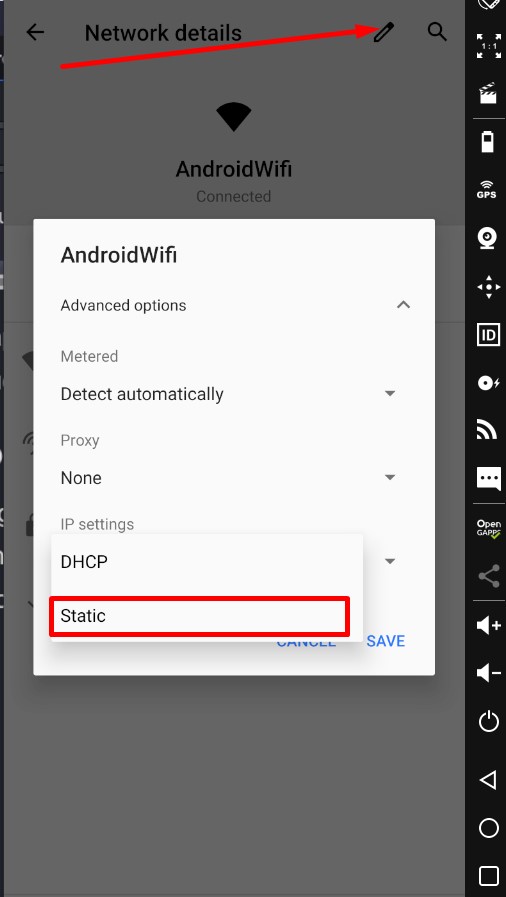 Network details
AndroidWifi
Connected
AndroidWifi
Advanced options
Metered
Detect automatically
Proxy
None
IP settings
DHCP
Static
CANCEL SAVE
1:1
GPS
ID
Open
GAPPS